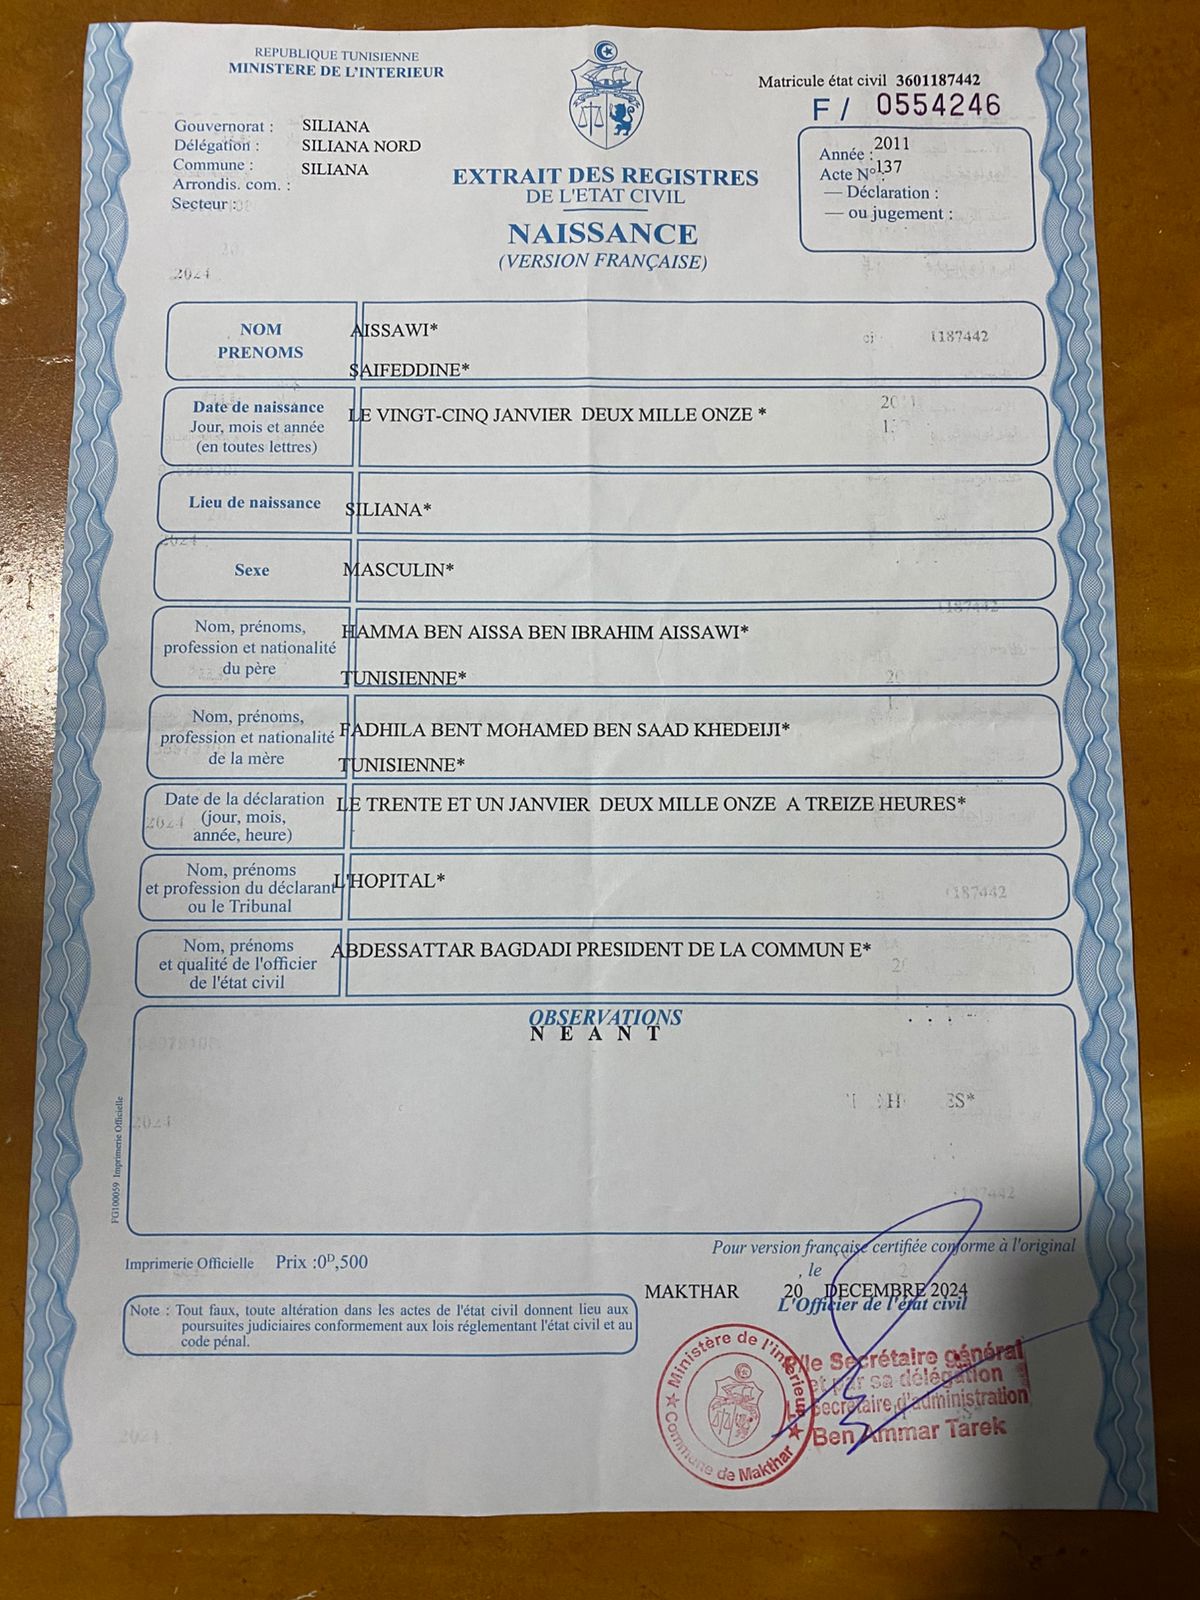 REPUBLIQUE TUNISIENNE
MINISTERE DE L'INTERIEUR
Matricule état civil 3601187442
F / 0554246
Gouvernorat : SILIANA
Délégation : SILIANA NORD
Commune : SILIANA
Arrondis. com. :
Secteur :
Année : 2011
Acte N° : 137
— Déclaration :
— ou jugement :
EXTRAIT DES REGISTRES
DE L'ETAT CIVIL
NAISSANCE
(VERSION FRANÇAISE)
2024
NOM
PRENOMS
AISSAWI*
SAIFEDDINE*
1187442
Date de naissance
Jour, mois et année
(en toutes lettres)
LE VINGT-CINQ JANVIER DEUX MILLE ONZE *
Lieu de naissance
SILIANA*
Sexe
MASCULIN*
1187442
Nom, prénoms,
profession et nationalité
du père
HAMMA BEN AISSA BEN IBRAHIM AISSAWI*
TUNISIENNE*
Nom, prénoms,
profession et nationalité
de la mère
FADHILA BENT MOHAMED BEN SAAD KHEDEIJI*
TUNISIENNE*
Date de la déclaration
(jour, mois,
année, heure)
LE TRENTE ET UN JANVIER DEUX MILLE ONZE A TREIZE HEURES*
2024
Nom, prénoms
et profession du déclarant
ou le Tribunal
L'HOPITAL*
1187442
Nom, prénoms
et qualité de l'officier
de l'état civil
ABDESSATTAR BAGDADI PRESIDENT DE LA COMMUN E*
OBSERVATIONS
N E A N T
2024
1187442
FG100059 Imprimerie Officielle
Imprimerie Officielle Prix :0D,500
Pour version française certifiée conforme à l'original
, le
MAKTHAR 20 DECEMBRE 2024
L'Officier de l'état civil
Note : Tout faux, toute altération dans les actes de l'état civil donnent lieu aux
poursuites judiciaires conformement aux lois réglementant l'état civil et au
code pénal.
Ministère de l'intérieur
Commune de Makthar
P/le Secrétaire général
et par sa délégation
Le secrétaire d'administration
Ben Ammar Tarek